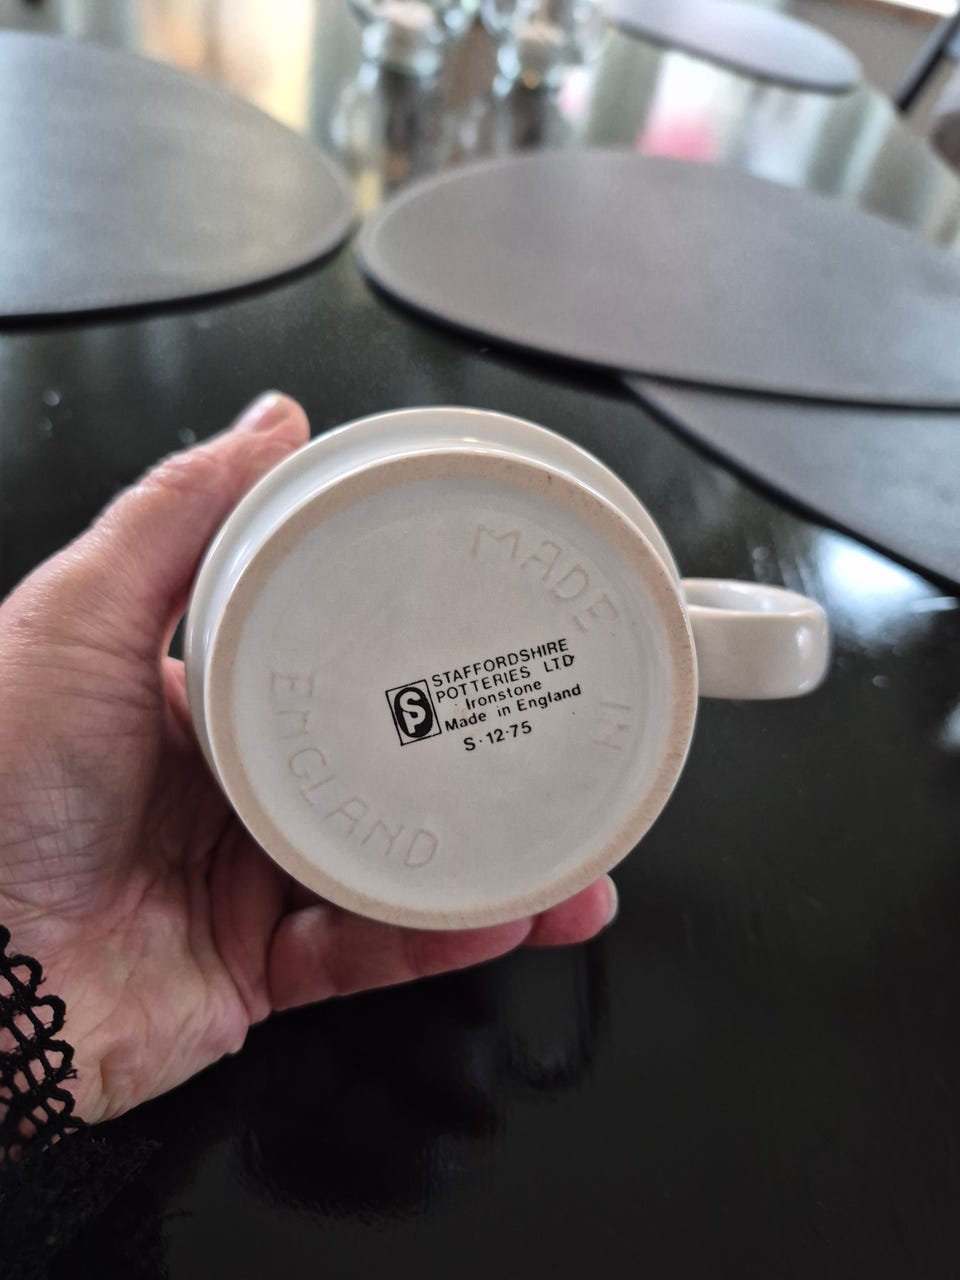 MADE
IN
ENGLAND
SP
STAFFORDSHIRE
POTTERIES LTD
Ironstone
Made in England
S·12·75